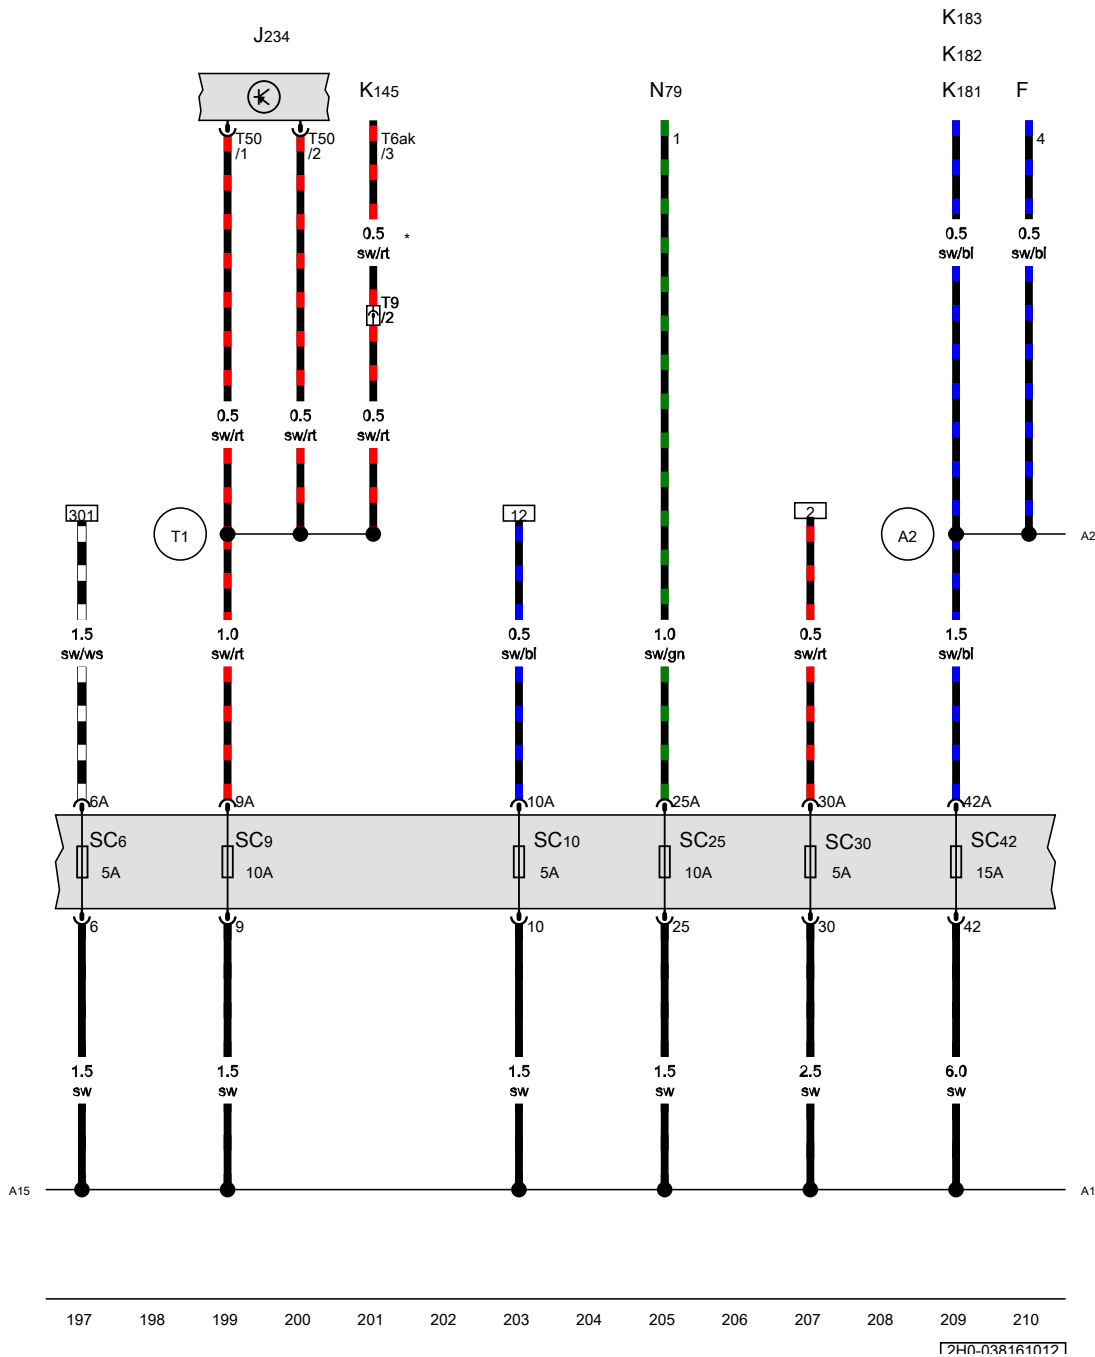 K183
J234
K182
K145
N79
K181 F
T50 /1
T50 /2
T6ak /3
1
4
0.5 sw/rt *
0.5 sw/bl
0.5 sw/bl
T9 /2
0.5 sw/rt
0.5 sw/rt
0.5 sw/rt
301
T1
12
2
A2
A2
1.5 sw/ws
1.0 sw/rt
0.5 sw/bl
1.0 sw/gn
0.5 sw/rt
1.5 sw/bl
6A 9A 10A 25A 30A 42A
SC6 SC9 SC10 SC25 SC30 SC42
5A 10A 5A 10A 5A 15A
6 9 10 25 30 42
1.5 1.5 1.5 1.5 2.5 6.0
sw sw sw sw sw sw
A15 A1
197 198 199 200 201 202 203 204 205 206 207 208 209 210
2H0-038161012